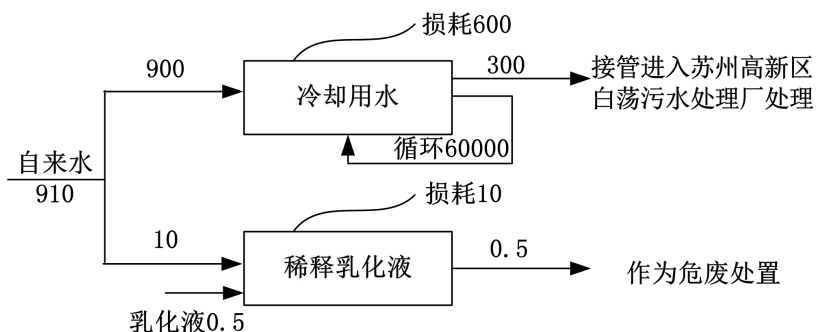 损耗600
900
冷却用水
300
接管进入苏州高新区
白荡污水处理厂处理
循环60000
自来水
910
损耗10
10
稀释乳化液
0.5
作为危废处置
乳化液0.5